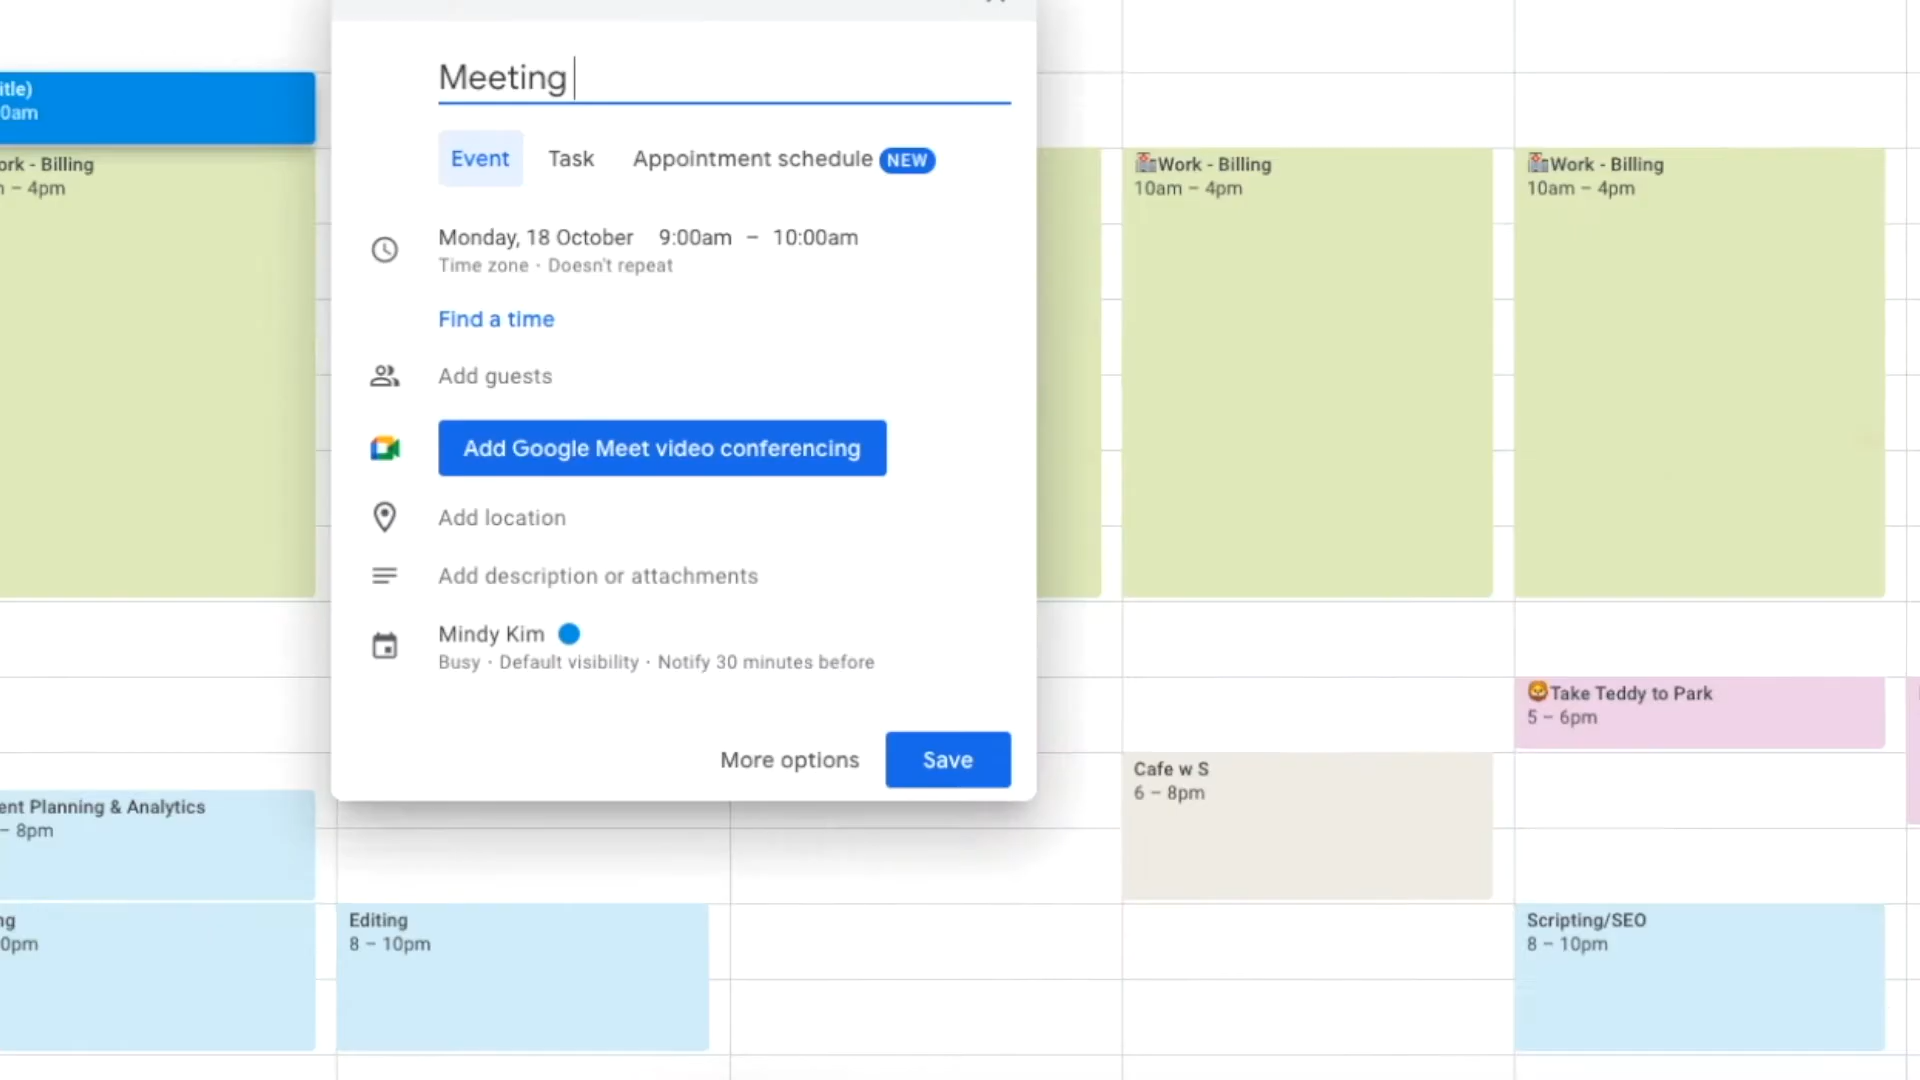 Meeting
Event Task Appointment schedule NEW
Monday, 18 October 9:00am – 10:00am
Time zone · Doesn't repeat
Find a time
Add guests
Add Google Meet video conferencing
Add location
Add description or attachments
Mindy Kim
Busy · Default visibility · Notify 30 minutes before
More options Save
itle)
0am
ork - Billing
– 4pm
ent Planning & Analytics
– 8pm
ng
0pm
Editing
8 – 10pm
Work - Billing
10am – 4pm
Cafe w S
6 – 8pm
Work - Billing
10am – 4pm
Take Teddy to Park
5 – 6pm
Scripting/SEO
8 – 10pm